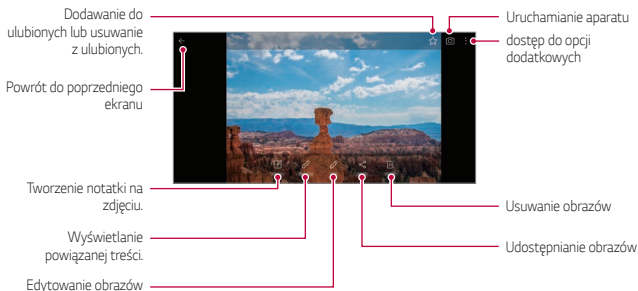 Dodawanie do
ulubionych lub usuwanie
z ulubionych.
Powrót do poprzedniego
ekranu
Tworzenie notatki na
zdjęciu.
Wyświetlanie
powiązanej treści.
Edytowanie obrazów
Uruchamianie aparatu
dostęp do opcji
dodatkowych
Usuwanie obrazów
Udostępnianie obrazów